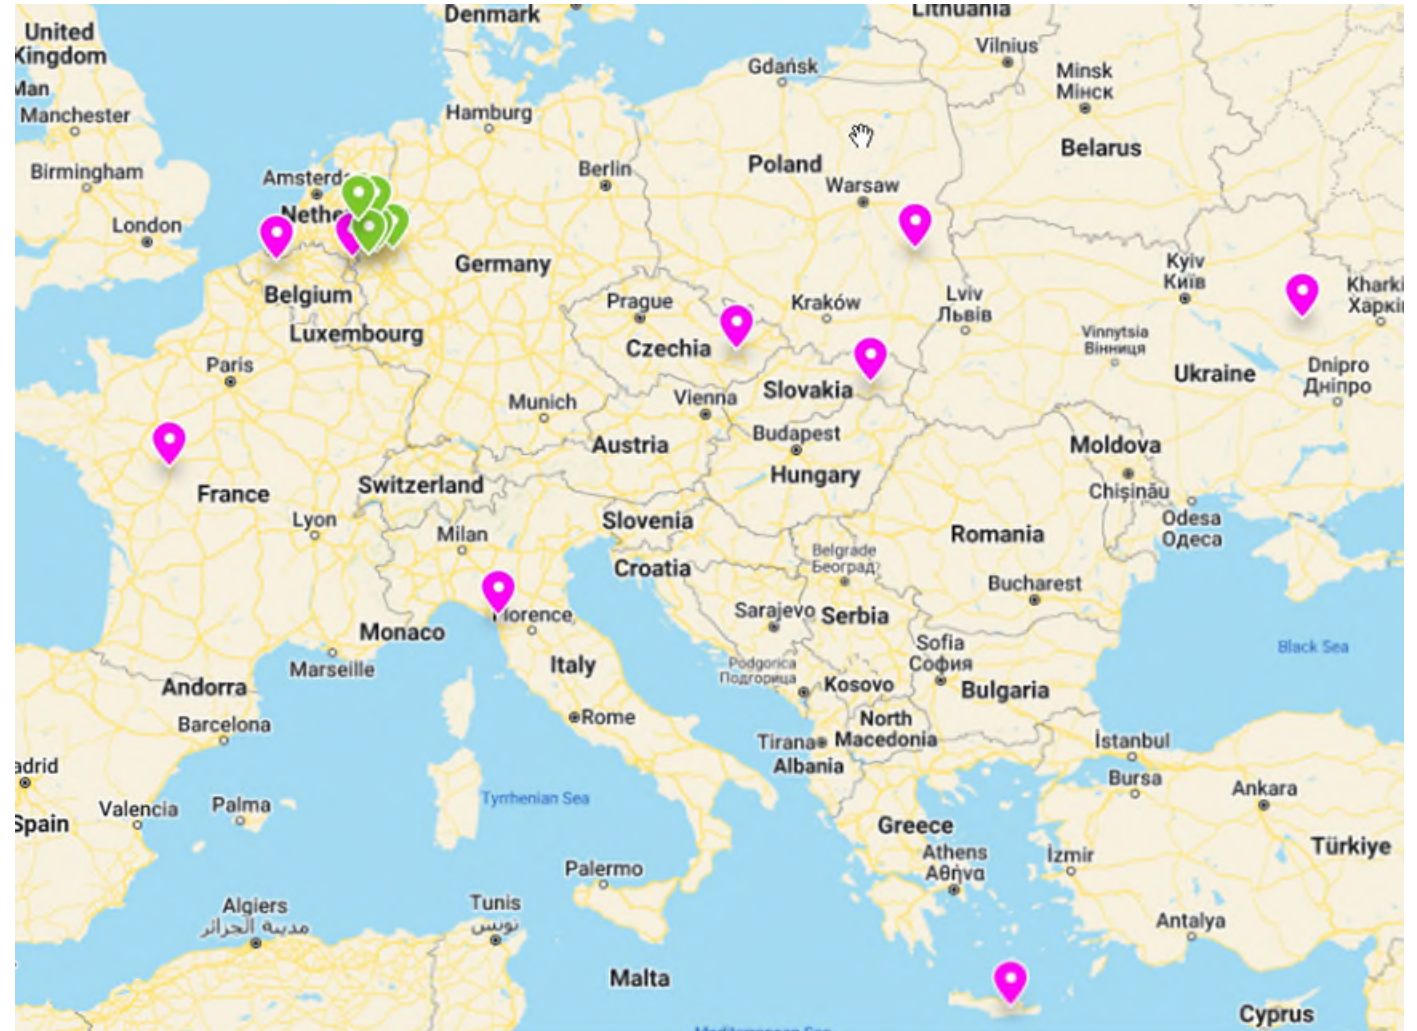 Denmark
Lithuania
United
Kingdom
Vilnius
Gdańsk
Minsk
Мінск
Man
Manchester
Hamburg
Belarus
Poland
Birmingham
Berlin
Amsterd
Warsaw
Nethe
London
Germany
Kyiv
Київ
Belgium
Prague
Kraków
Lviv
Львів
Kharki
Харкі
Luxembourg
Vinnytsia
Вінниця
Czechia
Paris
Dnipro
Дніпро
Ukraine
Slovakia
Munich
Vienna
Budapest
Austria
Moldova
Hungary
Switzerland
France
Chișinău
Lyon
Slovenia
Odesa
Одеса
Milan
Romania
Belgrade
Београд
Croatia
Bucharest
Florence
Sarajevo
Serbia
Monaco
Sofia
София
Black Sea
Marseille
Italy
Podgorica
Подгорица
Kosovo
Andorra
Bulgaria
Barcelona
Rome
North
Macedonia
Tirana
İstanbul
adrid
Albania
Bursa
Ankara
Tyrrhenian Sea
Valencia
Palma
Spain
Greece
Türkiye
Athens
Αθήνα
İzmir
Palermo
Algiers
مدينة الجزائر
Tunis
تونس
Antalya
Malta
Cyprus
Mediterranean Sea